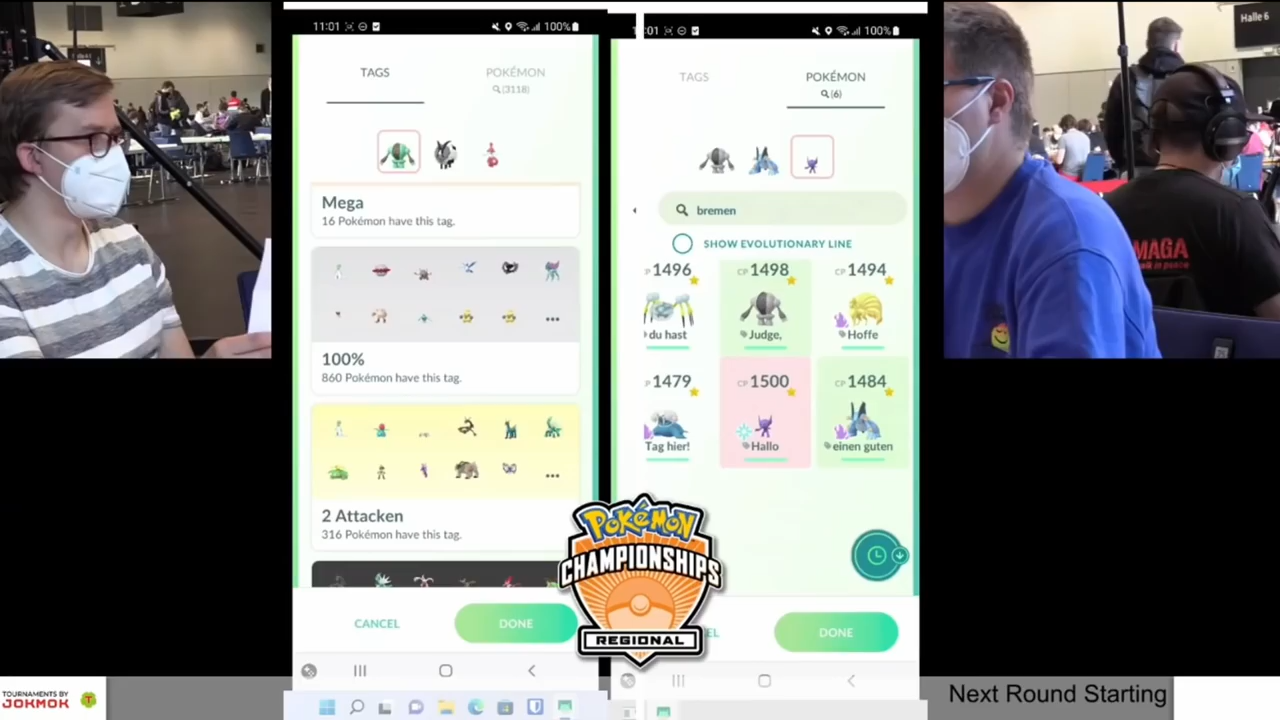 11:01
100%
TAGS
POKÉMON
(3118)
Mega
16 Pokémon have this tag.
100%
860 Pokémon have this tag.
2 Attacken
316 Pokémon have this tag.
CANCEL
DONE
:01
100%
TAGS
POKÉMON
(6)
bremen
SHOW EVOLUTIONARY LINE
P 1496
CP 1498
CP 1494
du hast
Judge,
Hoffe
P 1479
CP 1500
CP 1484
Tag hier!
Hallo
einen guten
EL
DONE
Pokémon
CHAMPIONSHIPS
REGIONAL
Halle 6
MAGA
TOURNAMENTS BY
JOKMOK
Next Round Starting